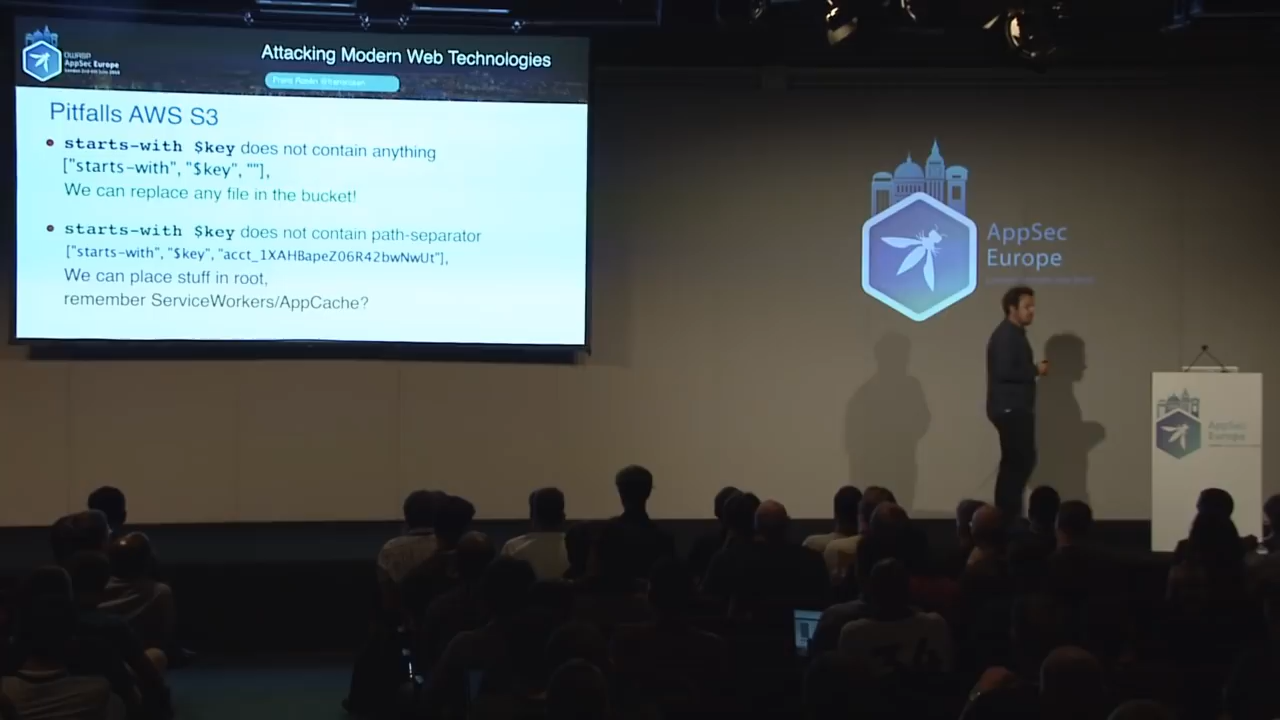 OWASP
AppSec Europe
Attacking Modern Web Technologies
Pitfalls AWS S3
starts-with $key does not contain anything
["starts-with", "$key", ""],
We can replace any file in the bucket!
starts-with $key does not contain path-separator
["starts-with", "$key", "acct_1XAHBapeZ06R42bwNwUt"],
We can place stuff in root,
remember ServiceWorkers/AppCache?
AppSec
Europe
AppSec
Europe
34